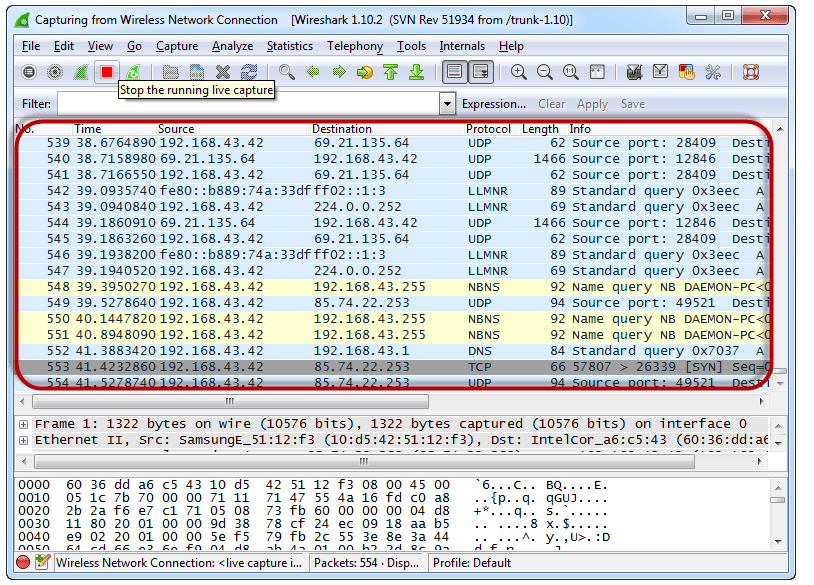 Capturing from Wireless Network Connection [Wireshark 1.10.2 (SVN Rev 51934 from /trunk-1.10)]
File Edit View Go Capture Analyze Statistics Telephony Tools Internals Help
Stop the running live capture
Filter: Expression... Clear Apply Save
No. Time Source Destination Protocol Length Info
539 38.6764890 192.168.43.42 69.21.135.64 UDP 62 Source port: 28409 Desti
540 38.7158980 69.21.135.64 192.168.43.42 UDP 1466 Source port: 12846 Desti
541 38.7166550 192.168.43.42 69.21.135.64 UDP 62 Source port: 28409 Desti
542 39.0935740 fe80::b889:74a:33df ff02::1:3 LLMNR 89 Standard query 0x3eec A
543 39.0940840 192.168.43.42 224.0.0.252 LLMNR 69 Standard query 0x3eec A
544 39.1860910 69.21.135.64 192.168.43.42 UDP 1466 Source port: 12846 Desti
545 39.1863260 192.168.43.42 69.21.135.64 UDP 62 Source port: 28409 Desti
546 39.1938200 fe80::b889:74a:33df ff02::1:3 LLMNR 89 Standard query 0x3eec A
547 39.1940520 192.168.43.42 224.0.0.252 LLMNR 69 Standard query 0x3eec A
548 39.3950270 192.168.43.42 192.168.43.255 NBNS 92 Name query NB DAEMON-PC<0
549 39.5278640 192.168.43.42 85.74.22.253 UDP 94 Source port: 49521 Desti
550 40.1447820 192.168.43.42 192.168.43.255 NBNS 92 Name query NB DAEMON-PC<0
551 40.8948090 192.168.43.42 192.168.43.255 NBNS 92 Name query NB DAEMON-PC<0
552 41.3883420 192.168.43.42 192.168.43.1 DNS 84 Standard query 0x7037 A
553 41.4232860 192.168.43.42 85.74.22.253 TCP 66 57807 > 26339 [SYN] Seq=0
554 41.5278740 192.168.43.42 85.74.22.253 UDP 94 Source port: 49521 Desti
Frame 1: 1322 bytes on wire (10576 bits), 1322 bytes captured (10576 bits) on interface 0
Ethernet II, Src: SamsungE_51:12:f3 (10:d5:42:51:12:f3), Dst: IntelCor_a6:c5:43 (60:36:dd:a6
0000 60 36 dd a6 c5 43 10 d5 42 51 12 f3 08 00 45 00 `6...C.. BQ....E.
0010 05 1c 7b 70 00 00 71 11 71 47 55 4a 16 fd c0 a8 ..{p..q. qGUJ....
0020 2b 2a f6 e7 c1 71 05 08 73 fb 60 00 00 00 04 d8 +*...q.. s.`.....
0030 11 80 20 01 00 00 9d 38 78 cf 24 ec 09 18 aa b5 .. ....8 x.$.....
0040 e9 02 20 01 00 00 5e f5 79 fb 2c 55 3e 8e 3a 44 .. ...^. y.,U>.:D
Wireless Network Connection: <live capture i... Packets: 554 · Disp... Profile: Default